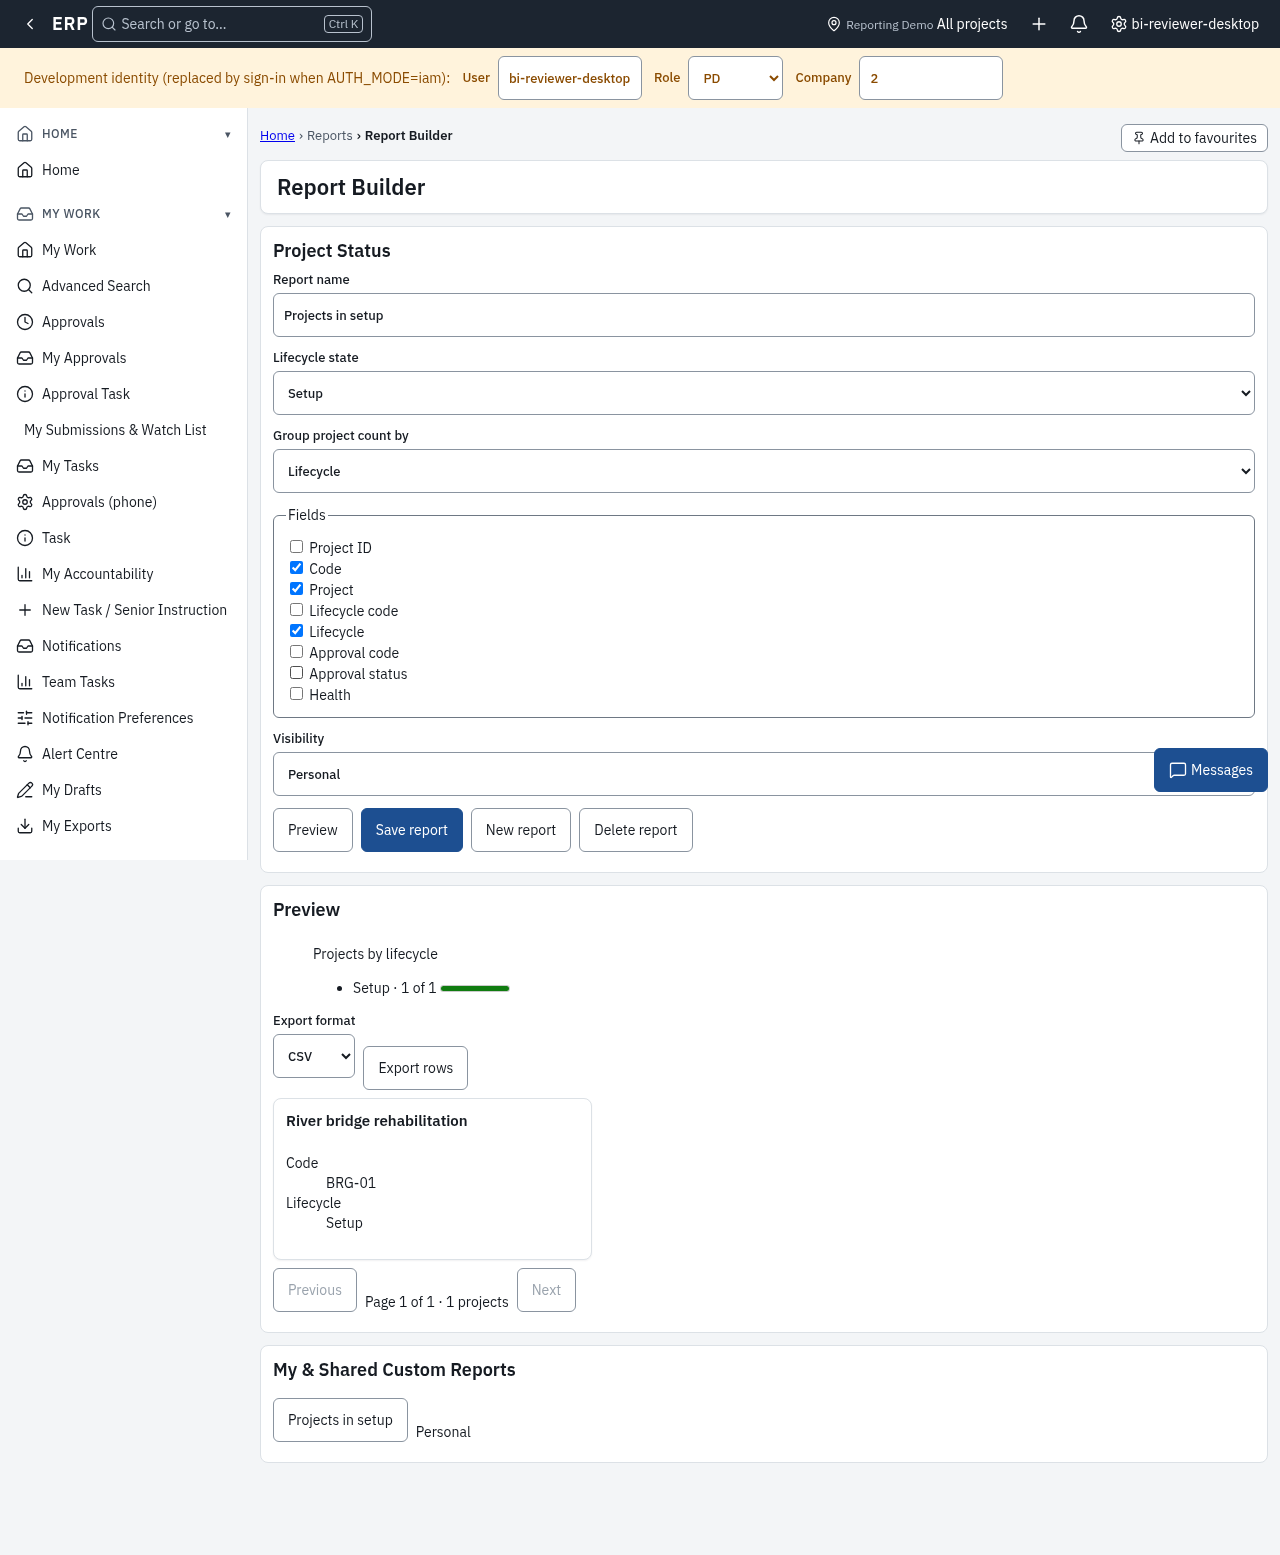 ERP Search or go to... Ctrl K Reporting Demo All projects bi-reviewer-desktop
Development identity (replaced by sign-in when AUTH_MODE=iam): User bi-reviewer-desktop Role PD Company 2
HOME
Home
MY WORK
My Work
Advanced Search
Approvals
My Approvals
Approval Task
My Submissions & Watch List
My Tasks
Approvals (phone)
Task
My Accountability
New Task / Senior Instruction
Notifications
Team Tasks
Notification Preferences
Alert Centre
My Drafts
My Exports
Home › Reports › Report Builder
Add to favourites
Report Builder
Project Status
Report name
Projects in setup
Lifecycle state
Setup
Group project count by
Lifecycle
Fields
Project ID
Code
Project
Lifecycle code
Lifecycle
Approval code
Approval status
Health
Visibility
Personal
Messages
Preview Save report New report Delete report
Preview
Projects by lifecycle
• Setup · 1 of 1
Export format
csv Export rows
River bridge rehabilitation
Code
BRG-01
Lifecycle
Setup
Previous Page 1 of 1 · 1 projects Next
My & Shared Custom Reports
Projects in setup Personal